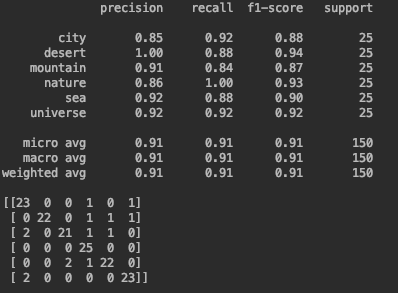 precision recall f1-score support
city 0.85 0.92 0.88 25
desert 1.00 0.88 0.94 25
mountain 0.91 0.84 0.87 25
nature 0.86 1.00 0.93 25
sea 0.92 0.88 0.90 25
universe 0.92 0.92 0.92 25
micro avg 0.91 0.91 0.91 150
macro avg 0.91 0.91 0.91 150
weighted avg 0.91 0.91 0.91 150
[[23 0 0 1 0 1]
[ 0 22 0 1 1 1]
[ 2 0 21 1 1 0]
[ 0 0 0 25 0 0]
[ 0 0 2 1 22 0]
[ 2 0 0 0 0 23]]